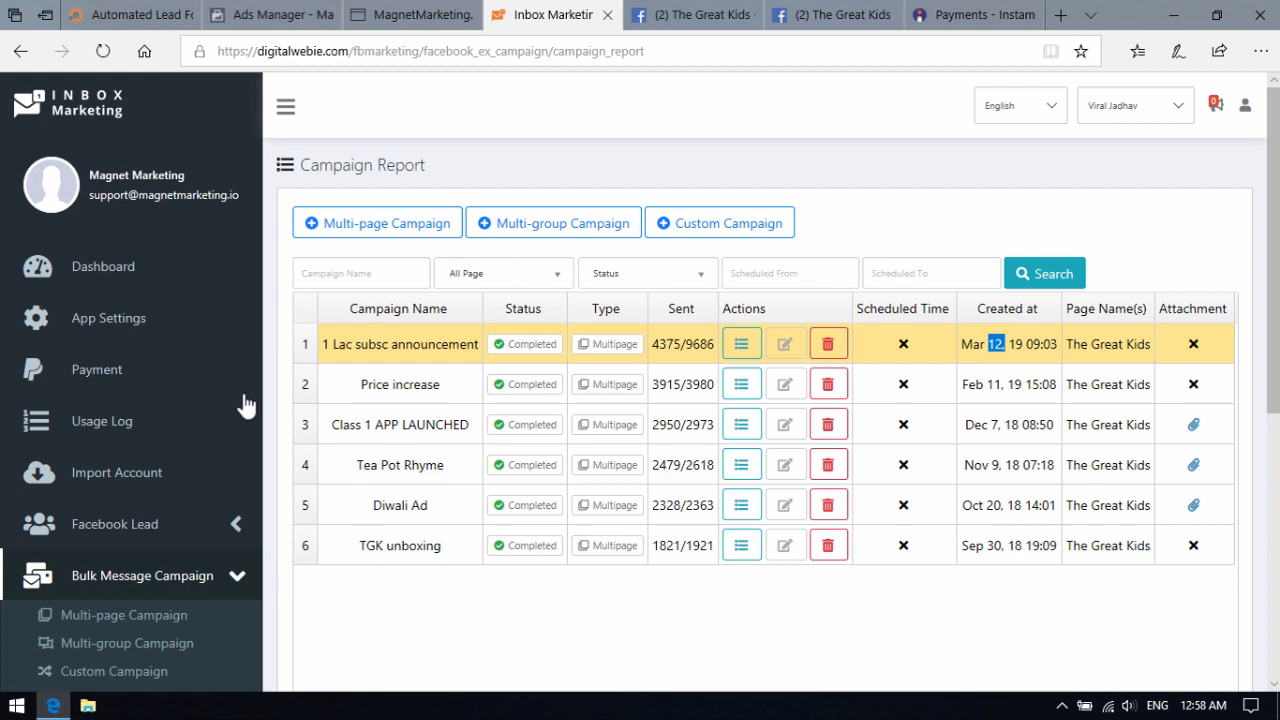 Automated Lead Fo
Ads Manager - Ma
MagnetMarketing.
Inbox Marketin
(2) The Great Kids
(2) The Great Kids
Payments - Instam
https://digitalwebie.com/fbmarketing/facebook_ex_campaign/campaign_report
INBOX
Marketing
English
Viral Jadhav
0
Magnet Marketing
support@magnetmarketing.io
Dashboard
App Settings
Payment
Usage Log
Import Account
Facebook Lead
Bulk Message Campaign
Multi-page Campaign
Multi-group Campaign
Custom Campaign
Campaign Report
Multi-page Campaign
Multi-group Campaign
Custom Campaign
Campaign Name
All Page
Status
Scheduled From
Scheduled To
Search
Campaign Name Status Type Sent Actions Scheduled Time Created at Page Name(s) Attachment
1 1 Lac subsc announcement Completed Multipage 4375/9686 Mar 12, 19 09:03 The Great Kids
2 Price increase Completed Multipage 3915/3980 Feb 11, 19 15:08 The Great Kids
3 Class 1 APP LAUNCHED Completed Multipage 2950/2973 Dec 7, 18 08:50 The Great Kids
4 Tea Pot Rhyme Completed Multipage 2479/2618 Nov 9, 18 07:18 The Great Kids
5 Diwali Ad Completed Multipage 2328/2363 Oct 20, 18 14:01 The Great Kids
6 TGK unboxing Completed Multipage 1821/1921 Sep 30, 18 19:09 The Great Kids
ENG
12:58 AM